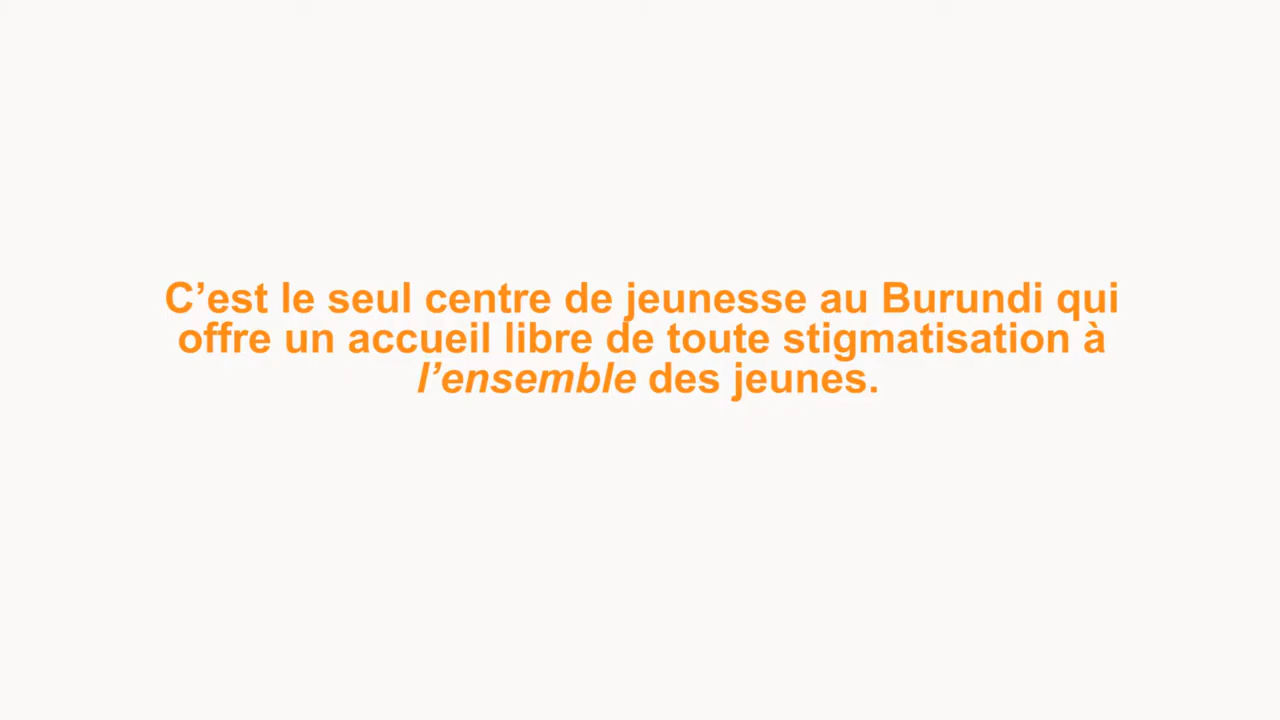 C’est le seul centre de jeunesse au Burundi qui
offre un accueil libre de toute stigmatisation à
l’ensemble des jeunes.